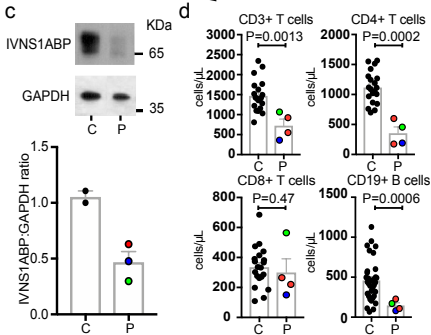 c
KDa
IVNS1ABP
65
GAPDH
35
C P
IVNS1ABP:GAPDH ratio
1.5
1.0
0.5
0.0
C P
d
CD3+ T cells
P=0.0013
cells/µL
3000
2500
2000
1500
1000
500
0
C P
CD4+ T cells
P=0.0002
cells/µL
2000
1500
1000
500
0
C P
CD8+ T cells
P=0.47
cells/µL
800
600
400
200
0
C P
CD19+ B cells
P=0.0006
cells/µL
1500
1000
500
0
C P